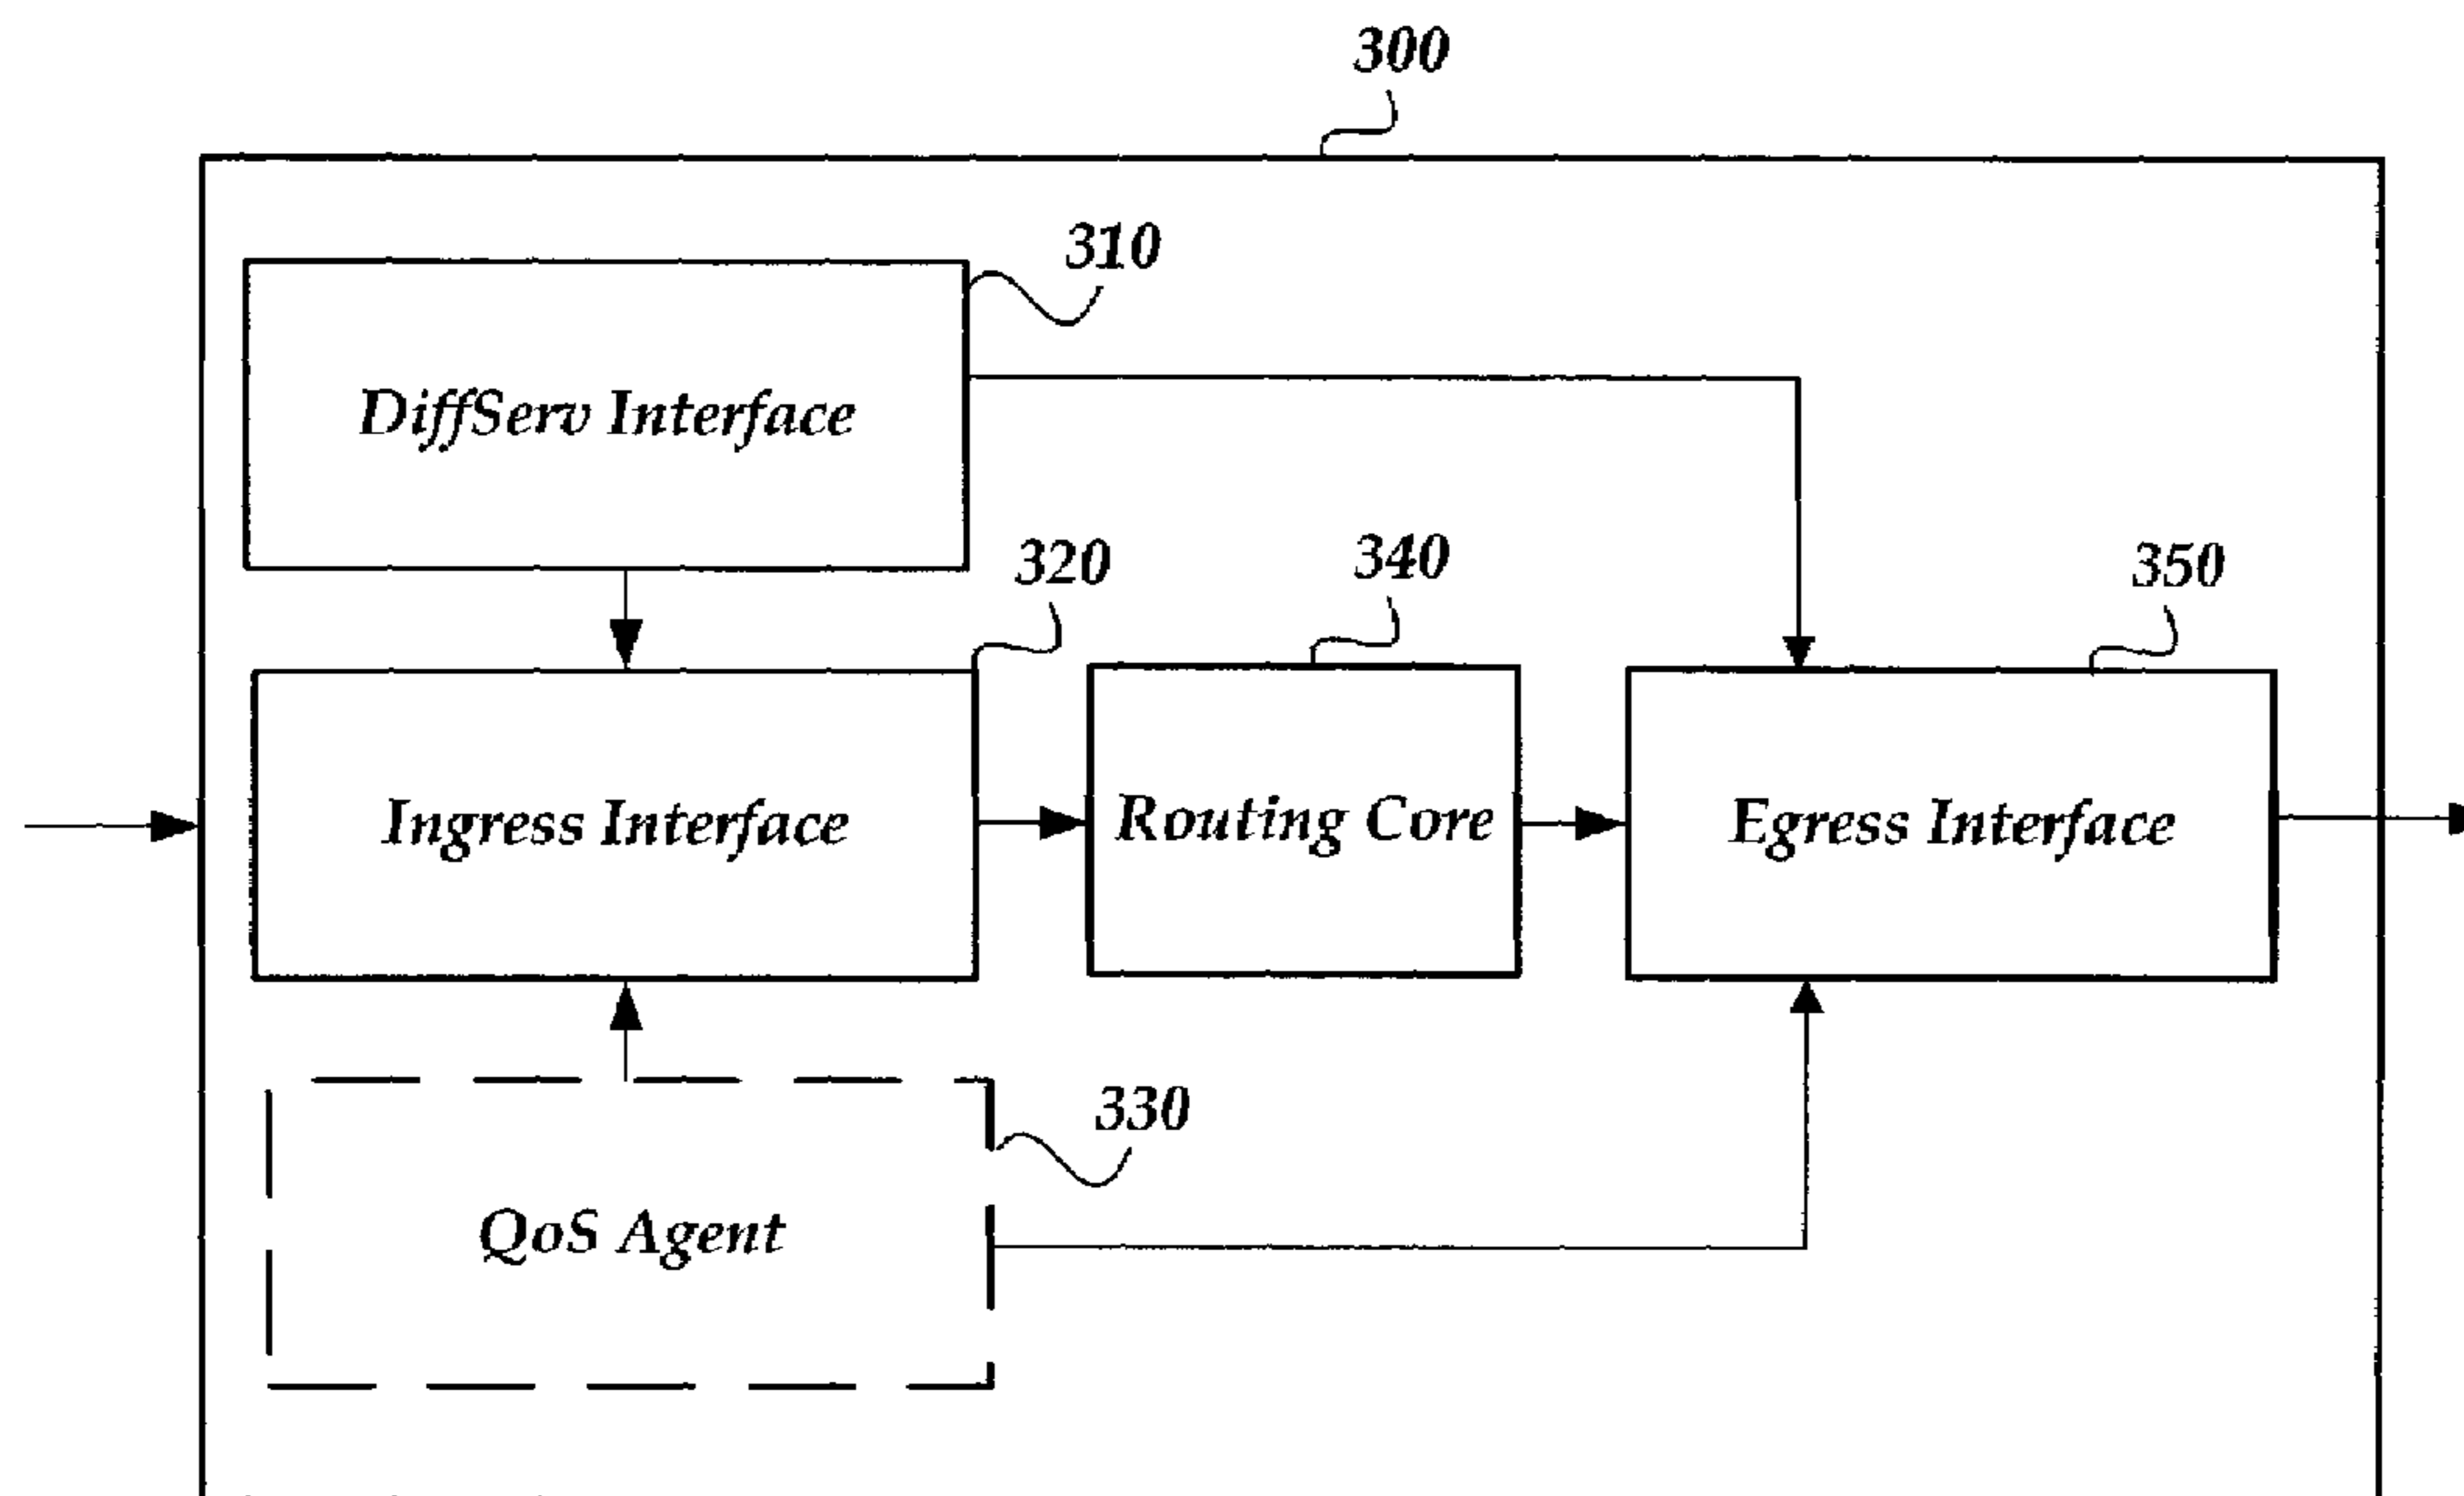 300
310
DiffServ Interface
320
340
350
Ingress Interface
Routing Core
Egress Interface
330
QoS Agent